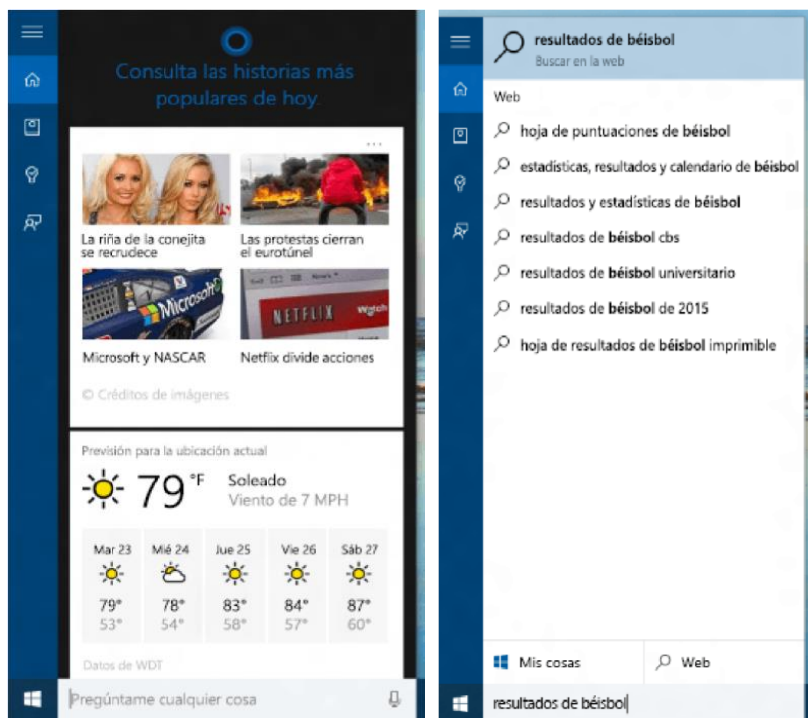 Consulta las historias más
populares de hoy
...
La riña de la conejita
se recrudece
Las protestas cierran
el eurotúnel
Microsoft
NETFLIX
Watch
Microsoft y NASCAR
Netflix divide acciones
© Créditos de imágenes
Previsión para la ubicación actual
79 °F
Soleado
Viento de 7 MPH
Mar 23 Mié 24 Jue 25 Vie 26 Sáb 27
79° 78° 83° 84° 87°
53° 54° 58° 57° 60°
Datos de WDT
Pregúntame cualquier cosa
resultados de béisbol
Buscar en la web
Web
hoja de puntuaciones de béisbol
estadísticas, resultados y calendario de béisbol
resultados y estadísticas de béisbol
resultados de béisbol cbs
resultados de béisbol universitario
resultados de béisbol de 2015
hoja de resultados de béisbol imprimible
Mis cosas
Web
resultados de béisbol